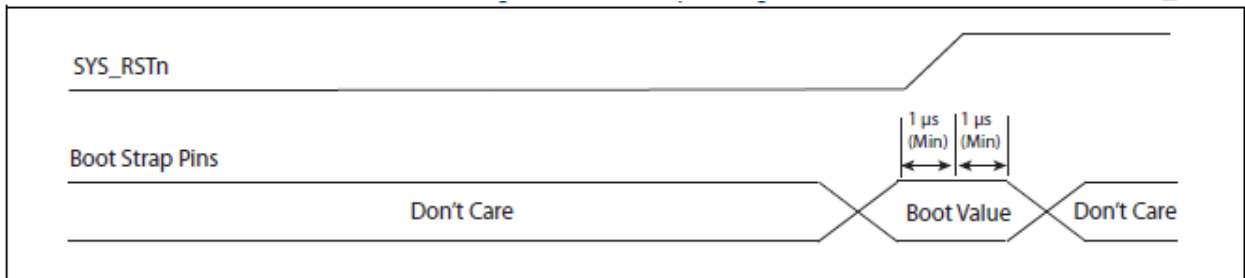 SYS_RSTn
1 µs 1 µs
(Min) (Min)
Boot Strap Pins
Don't Care Boot Value Don't Care